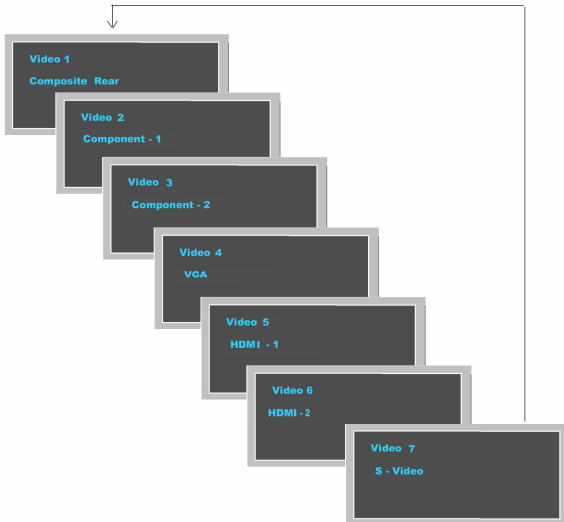 Video 1
Composite Rear
Video 2
Component - 1
Video 3
Component - 2
Video 4
VGA
Video 5
HDMI - 1
Video 6
HDMI - 2
Video 7
S - Video